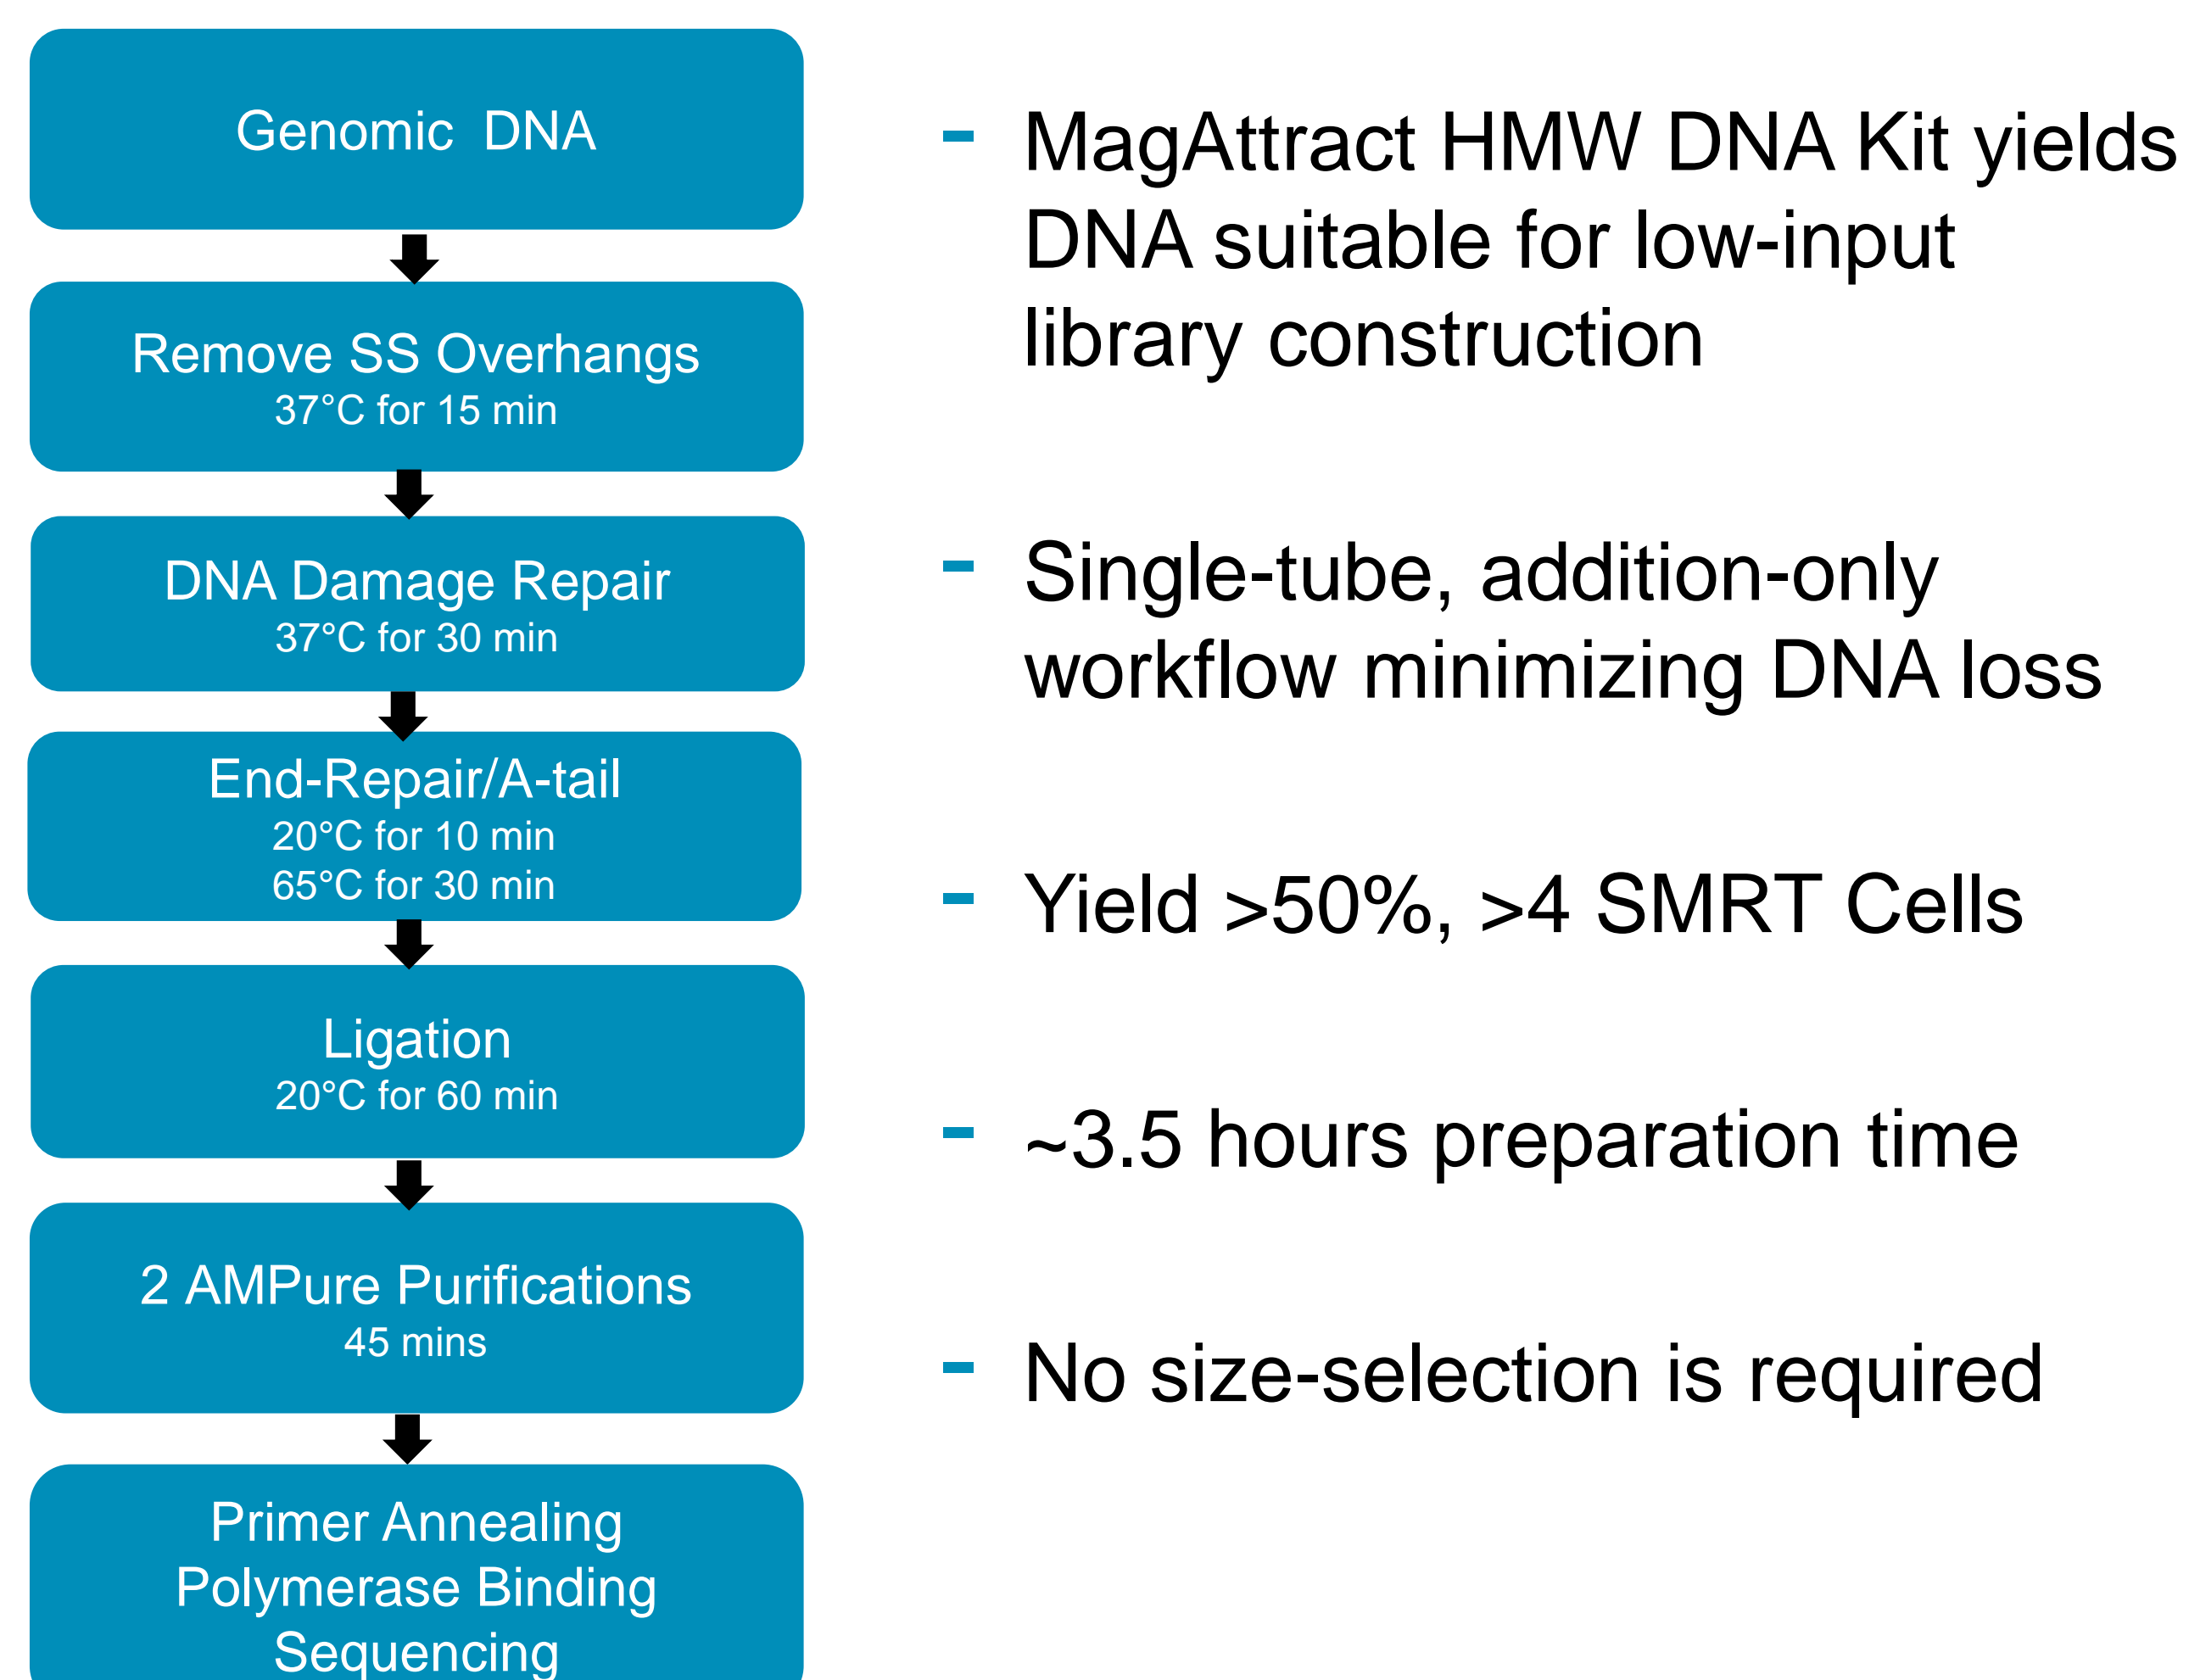 Genomic  DNA
Remove SS Overhangs
37°C for 15 min
DNA Damage Repair
37°C for 30 min
End-Repair/A-tail
20°C for 10 min
65°C for 30 min
Ligation
20°C for 60 min
2 AMPure Purifications
45 mins
Primer Annealing
Polymerase Binding
Sequencing
- MagAttract HMW DNA Kit yields
DNA suitable for low-input
library construction
- Single-tube, addition-only
workflow minimizing DNA loss
- Yield >50%, >4 SMRT Cells
- ~3.5 hours preparation time
- No size-selection is required